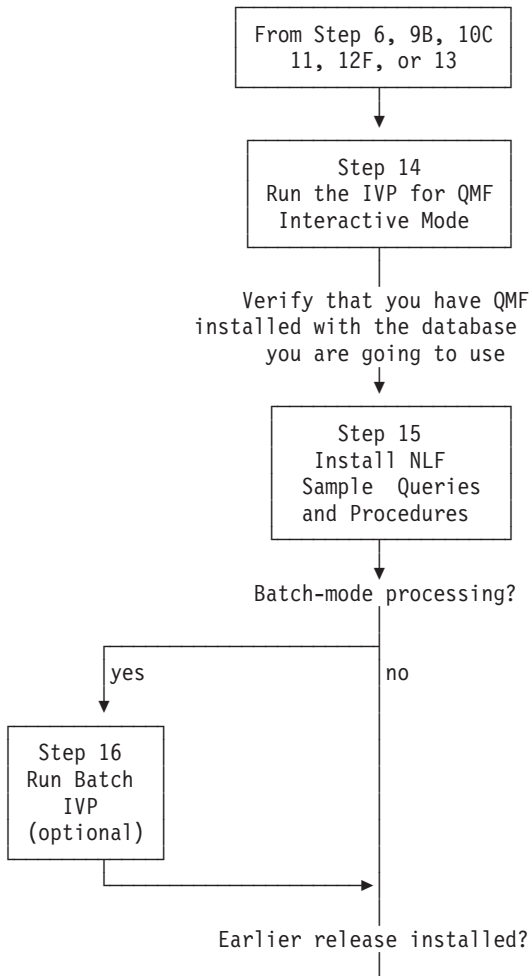 From Step 6, 9B, 10C
11, 12F, or 13
Step 14
Run the IVP for QMF
Interactive Mode
Verify that you have QMF
installed with the database
you are going to use
Step 15
Install NLF
Sample Queries
and Procedures
Batch-mode processing?
yes
no
Step 16
Run Batch
IVP
(optional)
Earlier release installed?